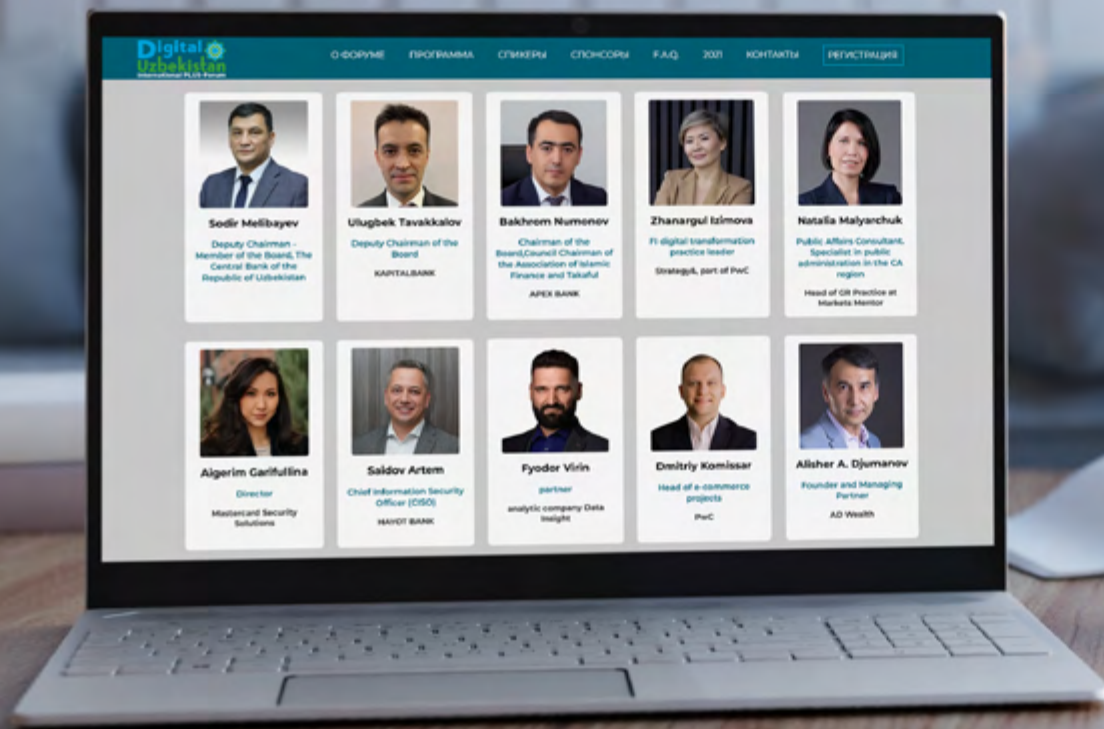 Digital
Uzbekistan
International PLUS-Forum
О ФОРУМЕ ПРОГРАММА СПИКЕРЫ СПОНСОРЫ F.A.Q. 2021 КОНТАКТЫ РЕГИСТРАЦИЯ
Sodir Melibayev
Deputy Chairman -
Member of the Board, The
Central Bank of the
Republic of Uzbekistan
Ulugbek Tavakkalov
Deputy Chairman of the
Board
KAPITALBANK
Bakhrom Numonov
Chairman of the
Board,Council Chairman of
the Association of Islamic
Finance and Takaful
APEX BANK
Zhanargul Izimova
FI digital transformation
practice leader
Strategy&, part of PwC
Natalia Malyarchuk
Public Affairs Consultant,
Specialist in public
administration in the CA
region
Head of GR Practice at
Markets Mentor
Aigerim Garifullina
Director
Mastercard Security
Solutions
Saidov Artem
Chief Information Security
Officer (CISO)
HAYOT BANK
Fyodor Virin
partner
analytic company Data
Insight
Dmitriy Komissar
Head of e-commerce
projects
PwC
Alisher A. Djumanov
Founder and Managing
Partner
AD Wealth